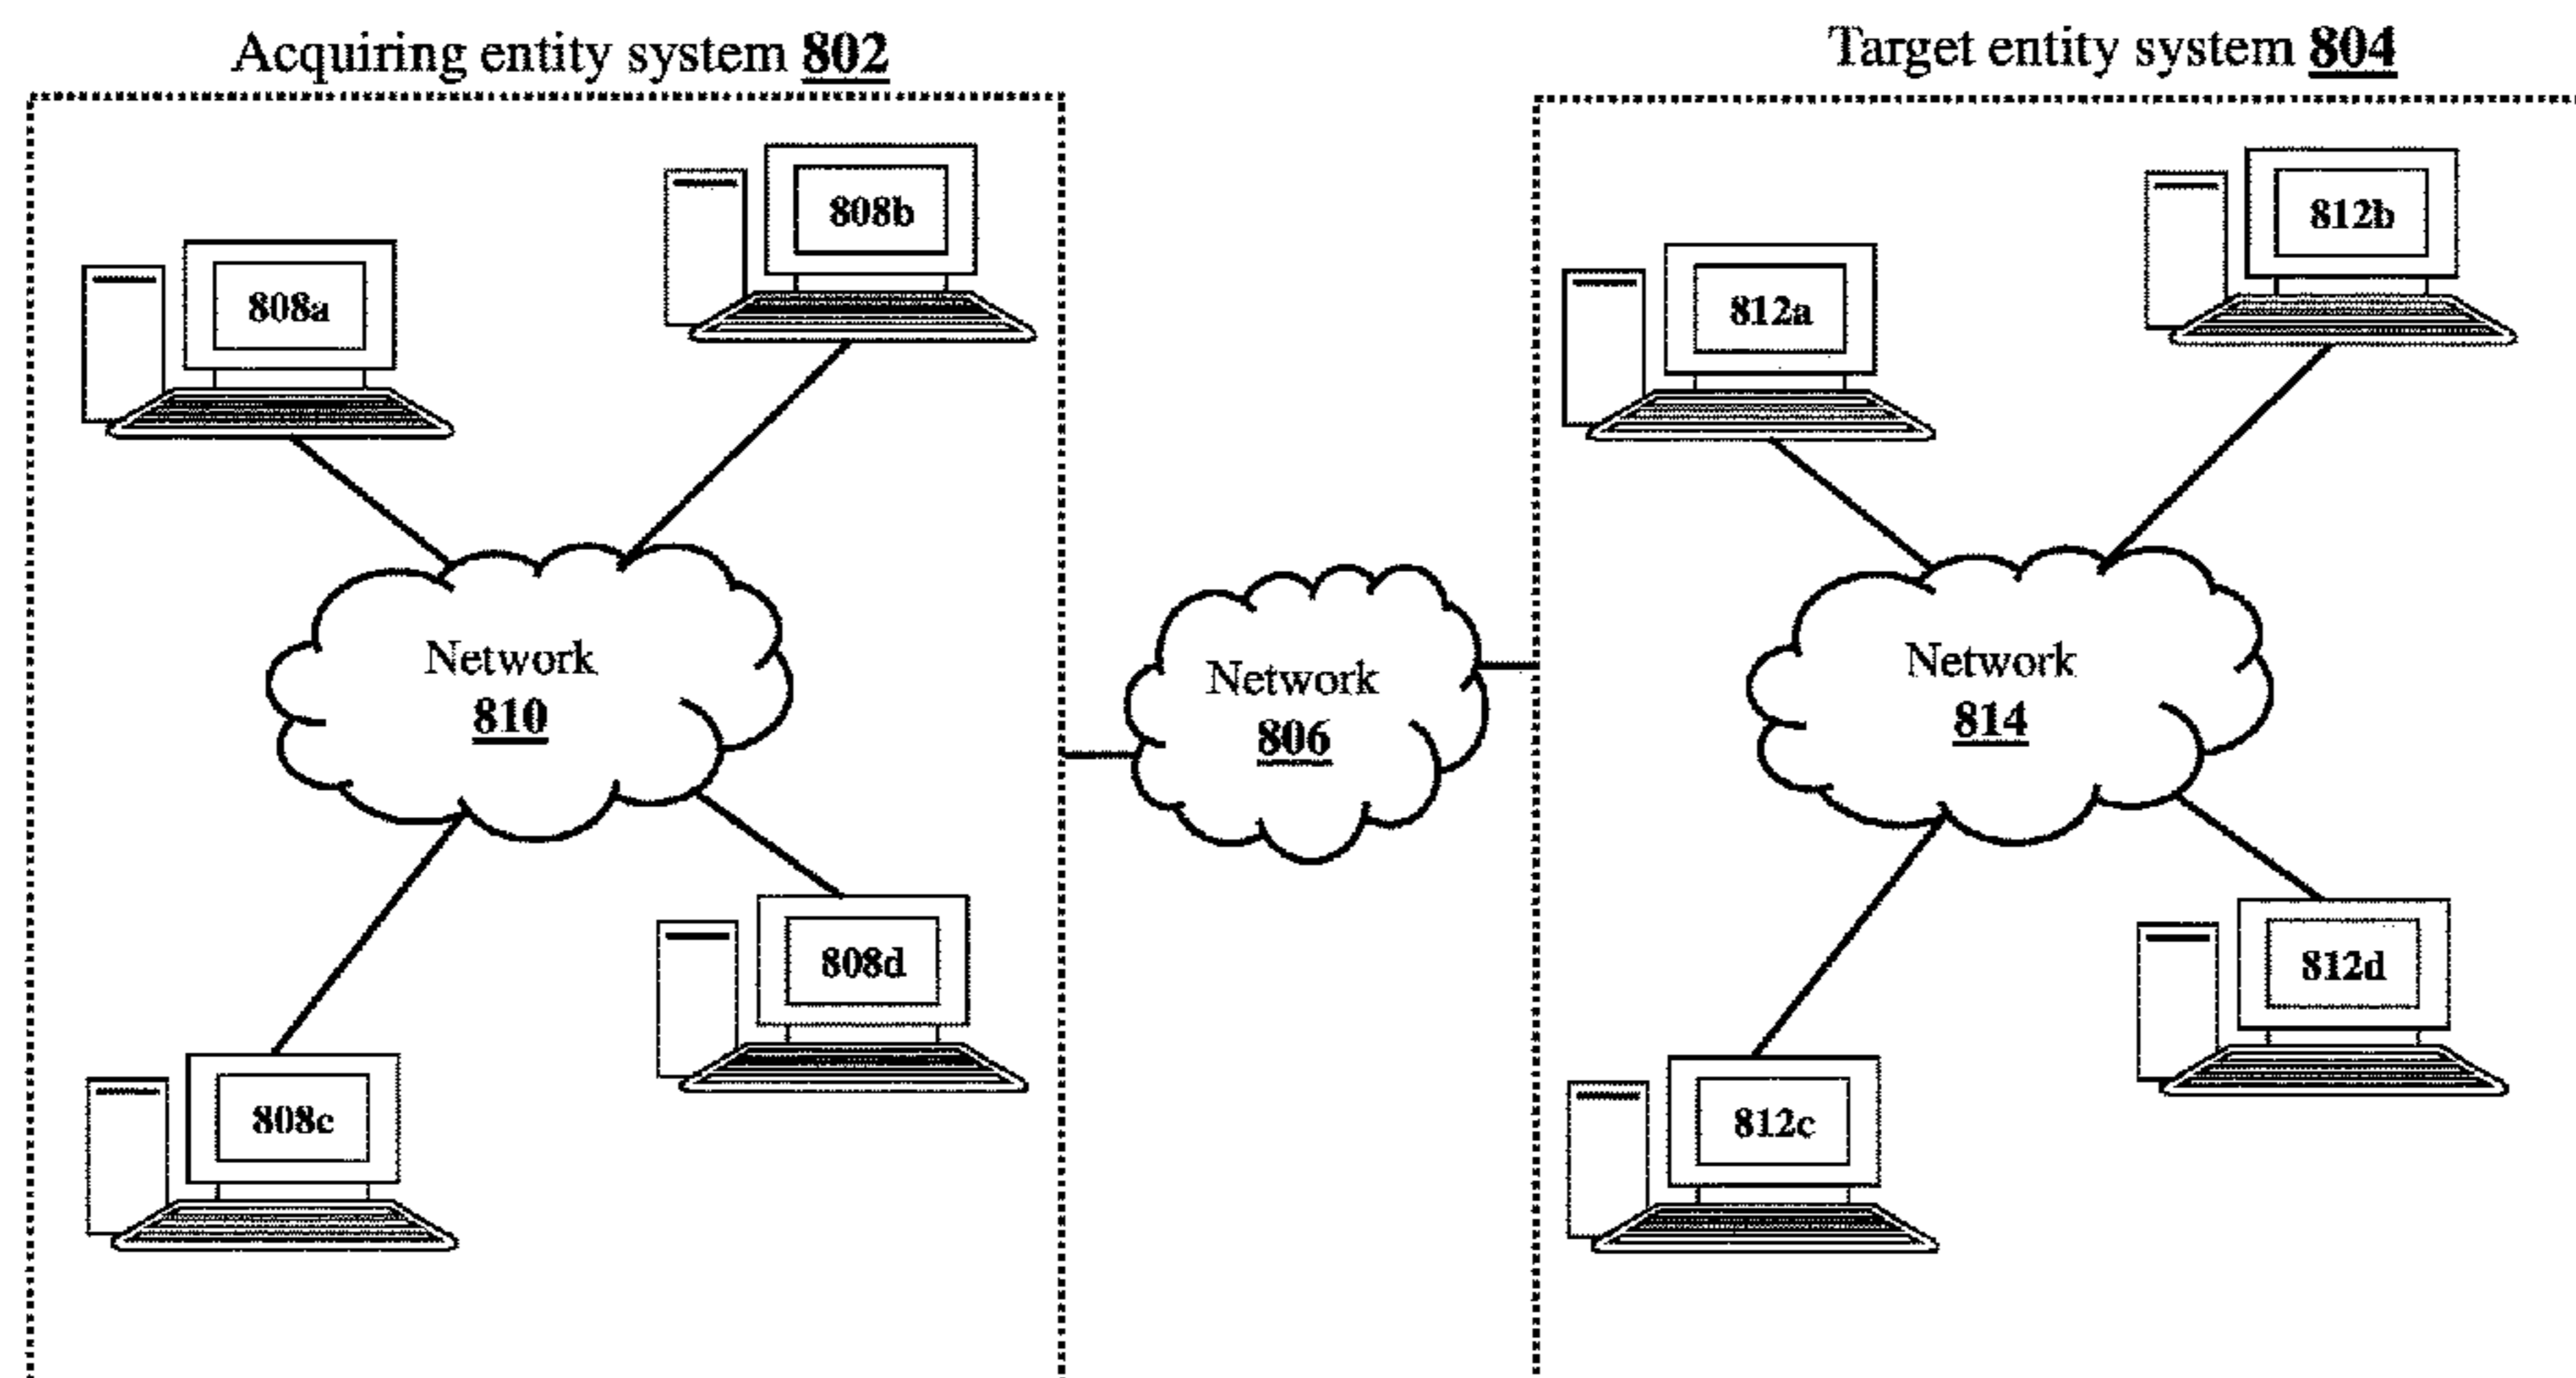 Acquiring entity system 802
Target entity system 804
808a
808b
812a
812b
Network
810
Network
806
Network
814
808c
808d
812c
812d